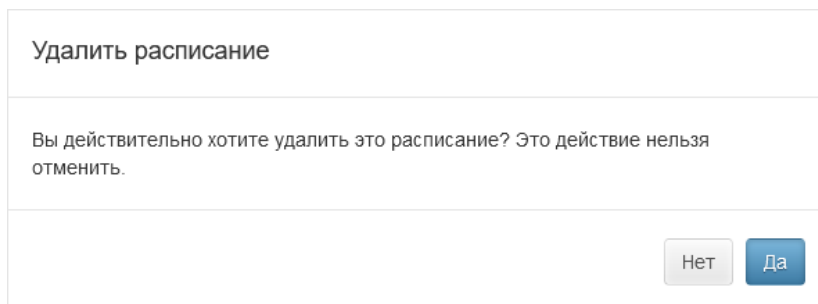 Удалить расписание
Вы действительно хотите удалить это расписание? Это действие нельзя
отменить.
Нет
Да